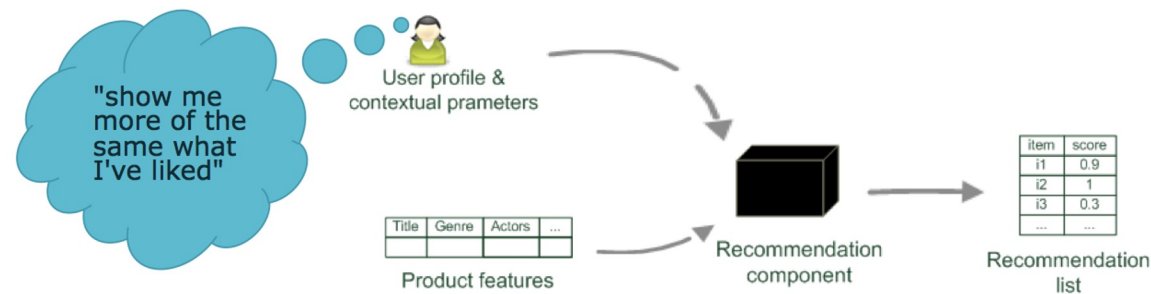 "show me
more of the
same what
I've liked"
User profile &
contextual prameters
Title Genre Actors ...
Product features
Recommendation
component
item score
i1 0.9
i2 1
i3 0.3
... ...
Recommendation
list